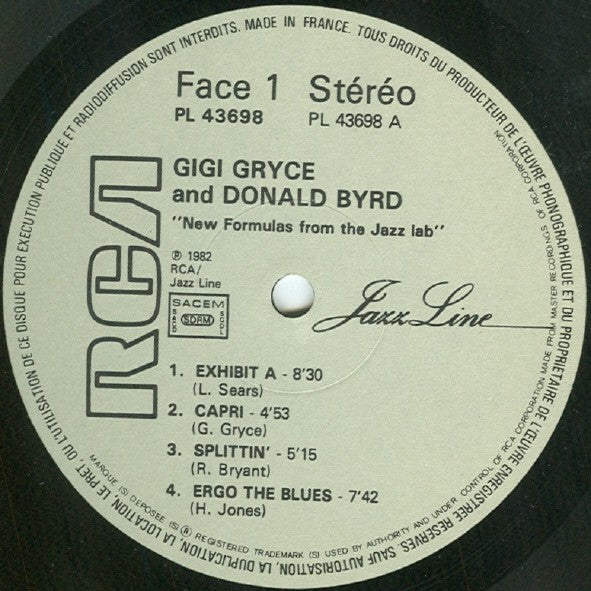 MADE IN FRANCE. TOUS DROITS DU PRODUCTEUR DE L'ŒUVRE PHONOGRAPHIQUE ET DU PROPRIETAIRE DE L'ŒUVRE ENREGISTREE RESERVES. SAUF AUTORISATION, LA DUPLICATION, LA LOCATION, LE PRET, OU L'UTILISATION DE CE DISQUE POUR EXECUTION PUBLIQUE ET RADIODIFFUSION SONT INTERDITS.
Face 1 Stéréo
PL 43698 PL 43698 A
RCA
GIGI GRYCE
and DONALD BYRD
"New Formulas from the Jazz lab"
℗ 1982
RCA/
Jazz Line
SACEM
SACD SDRM SGDL
Jazz Line
1. EXHIBIT A - 8'30
(L. Sears)
2. CAPRI - 4'53
(G. Gryce)
3. SPLITTIN' - 5'15
(R. Bryant)
4. ERGO THE BLUES - 7'42
(H. Jones)
MARQUE (S) DEPOSEE (S) ® REGISTERED TRADEMARK (S) USED BY AUTHORITY AND UNDER CONTROL OF RCA CORPORATION MADE FROM MASTER RECORDINGS OF RCA CORPORATION